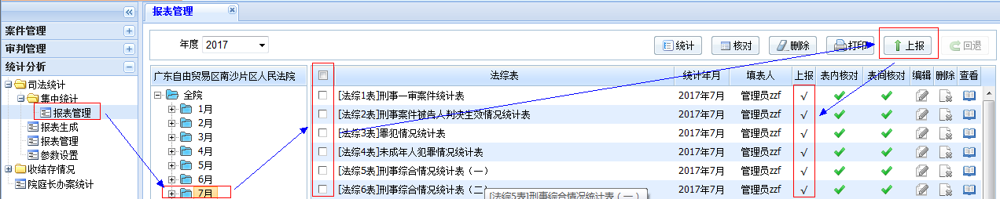 案件管理
审判管理
统计分析
司法统计
集中统计
报表管理
报表生成
报表管理
参数设置
收结存情况
院庭长办案统计
报表管理
年度 2017
统计 核对 删除 打印 上报 回退
广东自由贸易区南沙片区人民法院
全院
1月
2月
3月
4月
5月
6月
7月
法综表 统计年月 填表人 上报 表内核对 表间核对 编辑 删除 查看
[法综1表]刑事一审案件统计表 2017年7月 管理员zzf √
[法综2表]刑事案件被告人判决生效情况统计表 2017年7月 管理员zzf √
[法综3表]罪犯情况统计表 2017年7月 管理员zzf √
[法综4表]未成年人犯罪情况统计表 2017年7月 管理员zzf √
[法综5表]刑事综合情况统计表（一） 2017年7月 管理员zzf √
[法综6表]刑事综合情况统计表（二） 2017年7月 管理员zzf √
[法综5表]刑事综合情况统计表（一）